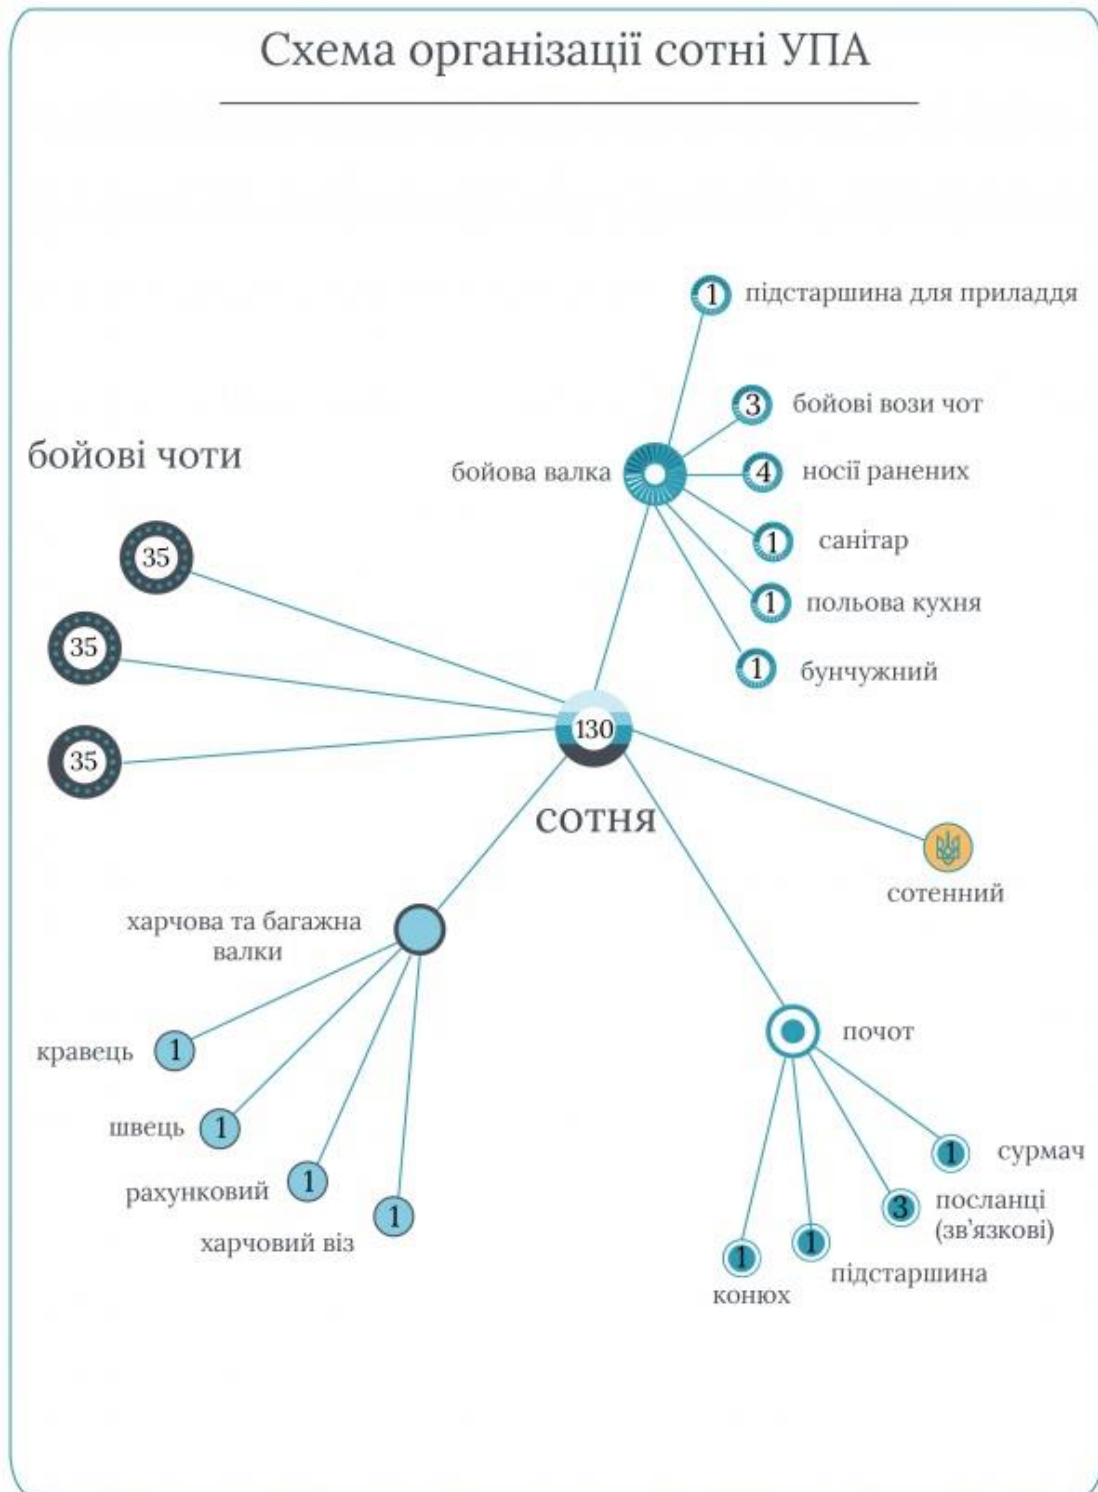 Схема організації сотні УПА
1 підстаршина для приладдя
3 бойові вози чот
бойові чоти
бойова валка
4 носії ранених
35
1 санітар
1 польова кухня
35
1 бунчужний
130
35
сотня
сотенний
харчова та багажна
валки
почот
кравець 1
швець 1
1 сурмач
рахунковий 1
3 посланці
(зв'язкові)
харчовий віз 1
1 підстаршина
1
конюх